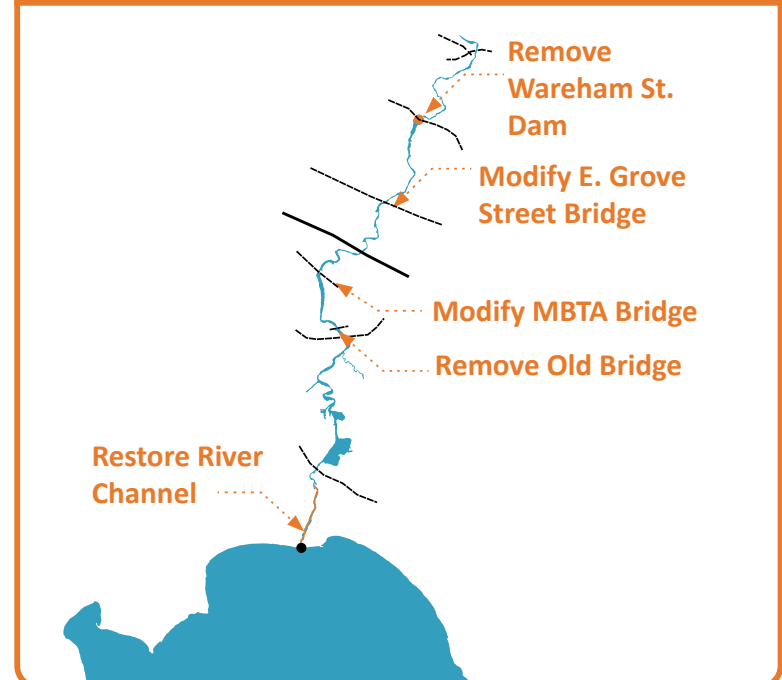 Remove
Wareham St.
Dam
Modify E. Grove
Street Bridge
Modify MBTA Bridge
Remove Old Bridge
Restore River
Channel